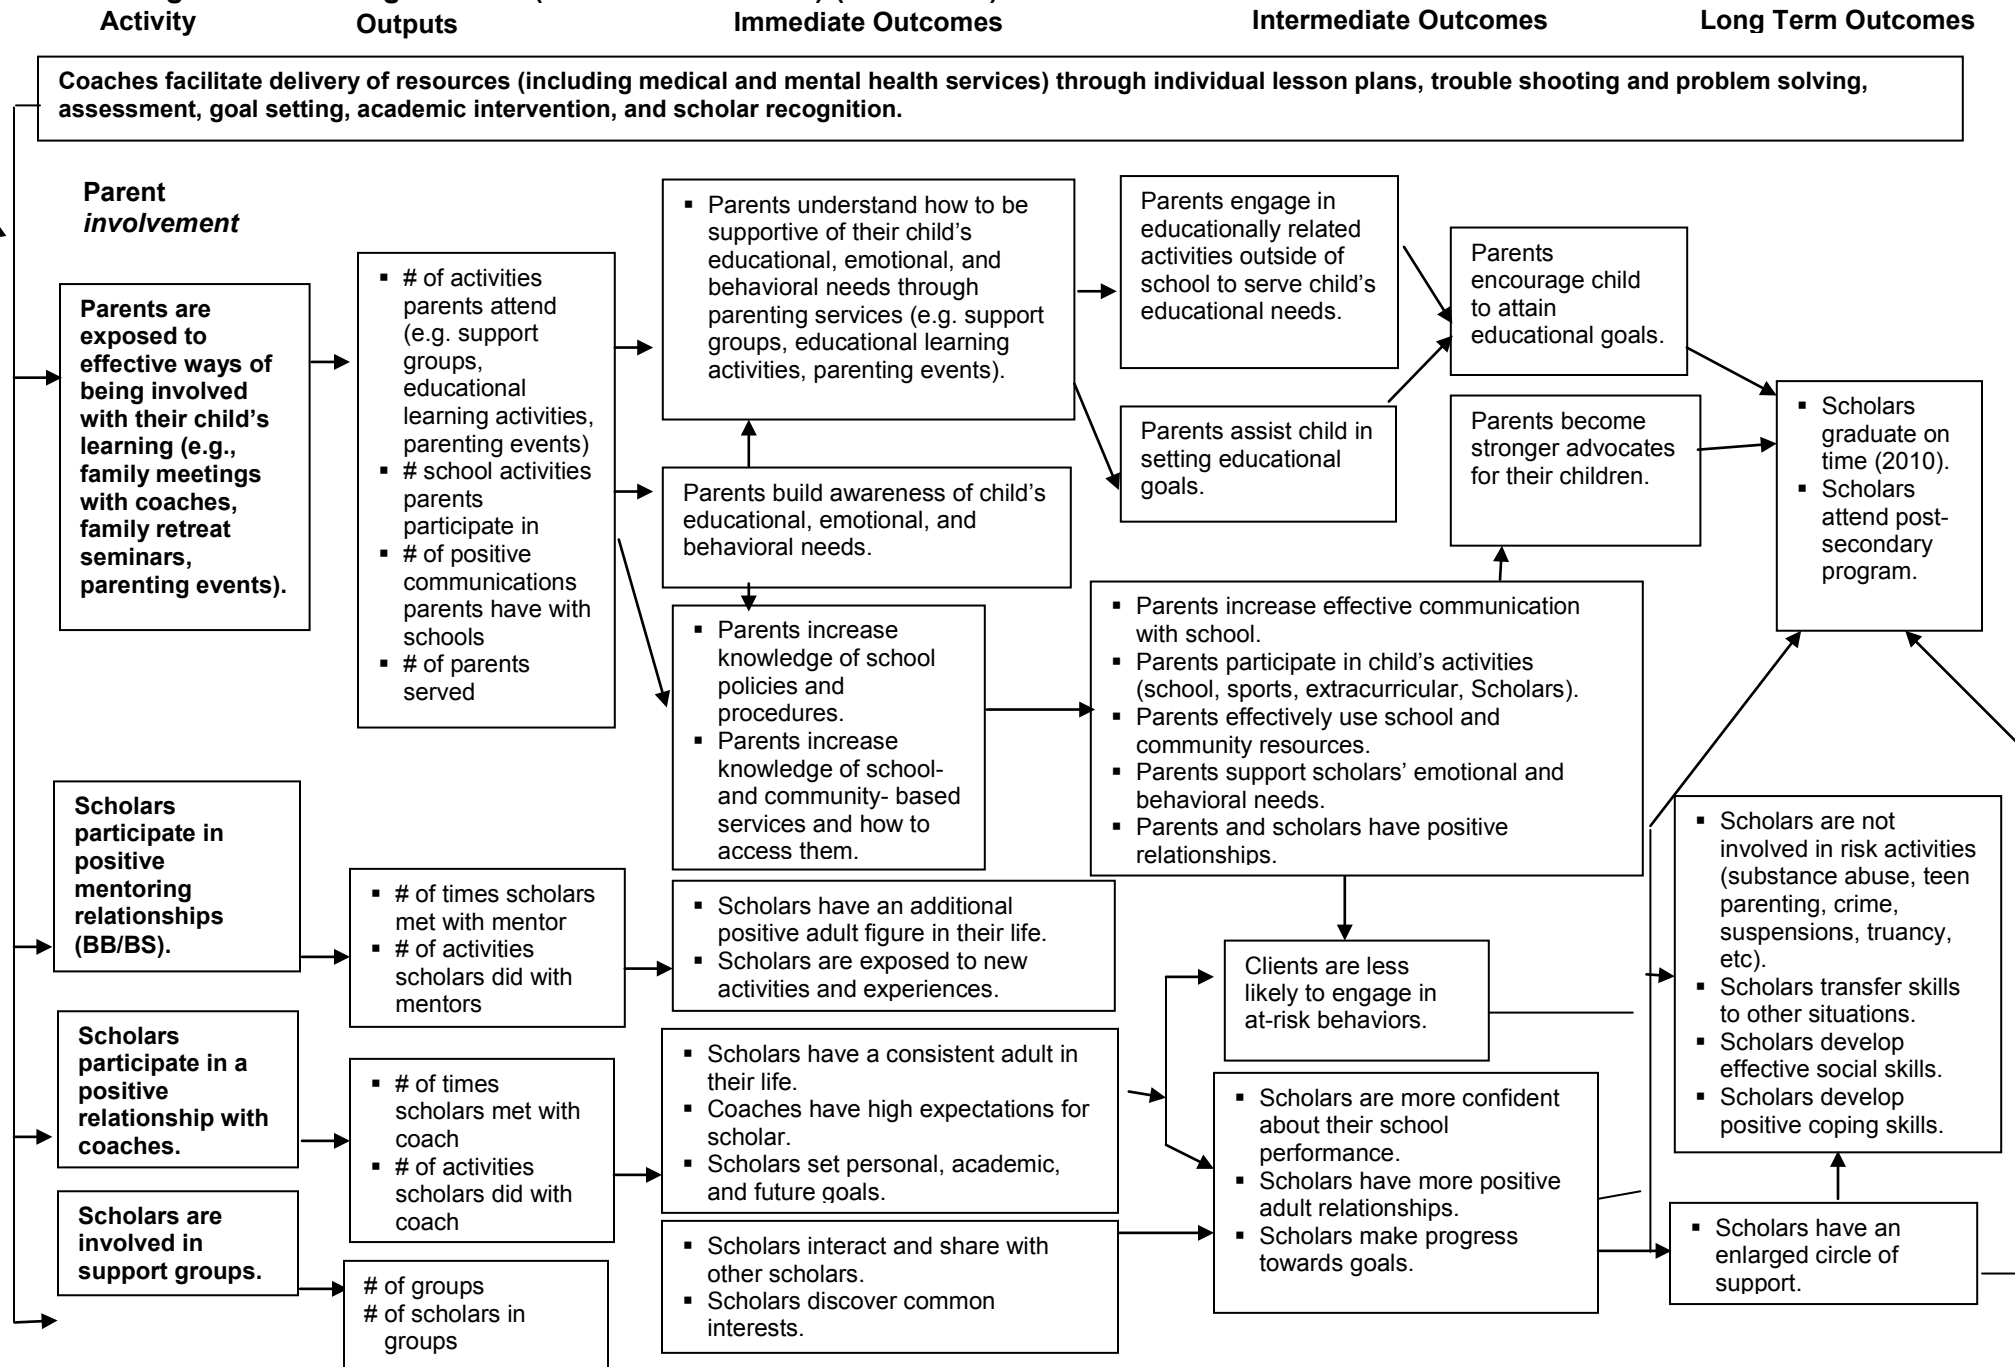 Activity
Outputs
Immediate Outcomes
Intermediate Outcomes
Long Term Outcomes
Coaches facilitate delivery of resources (including medical and mental health services) through individual lesson plans, trouble shooting and problem solving,
assessment, goal setting, academic intervention, and scholar recognition.
Parent
involvement
Parents are
exposed to
effective ways of
being involved
with their child’s
learning (e.g.,
family meetings
with coaches,
family retreat
seminars,
parenting events).
▪ # of activities
parents attend
(e.g. support
groups,
educational
learning activities,
parenting events)
▪ # school activities
parents
participate in
▪ # of positive
communications
parents have with
schools
▪ # of parents
served
▪ Parents understand how to be
supportive of their child’s
educational, emotional, and
behavioral needs through
parenting services (e.g. support
groups, educational learning
activities, parenting events).
Parents build awareness of child’s
educational, emotional, and
behavioral needs.
▪ Parents increase
knowledge of school
policies and
procedures.
▪ Parents increase
knowledge of school-
and community- based
services and how to
access them.
Parents engage in
educationally related
activities outside of
school to serve child’s
educational needs.
Parents assist child in
setting educational
goals.
Parents
encourage child
to attain
educational goals.
Parents become
stronger advocates
for their children.
▪ Parents increase effective communication
with school.
▪ Parents participate in child’s activities
(school, sports, extracurricular, Scholars).
▪ Parents effectively use school and
community resources.
▪ Parents support scholars’ emotional and
behavioral needs.
▪ Parents and scholars have positive
relationships.
▪ Scholars
graduate on
time (2010).
▪ Scholars
attend post-
secondary
program.
Scholars
participate in
positive
mentoring
relationships
(BB/BS).
▪ # of times scholars
met with mentor
▪ # of activities
scholars did with
mentors
▪ Scholars have an additional
positive adult figure in their life.
▪ Scholars are exposed to new
activities and experiences.
Clients are less
likely to engage in
at-risk behaviors.
▪ Scholars are not
involved in risk activities
(substance abuse, teen
parenting, crime,
suspensions, truancy,
etc).
▪ Scholars transfer skills
to other situations.
▪ Scholars develop
effective social skills.
▪ Scholars develop
positive coping skills.
Scholars
participate in a
positive
relationship with
coaches.
▪ # of times
scholars met with
coach
▪ # of activities
scholars did with
coach
▪ Scholars have a consistent adult in
their life.
▪ Coaches have high expectations for
scholar.
▪ Scholars set personal, academic,
and future goals.
▪ Scholars are more confident
about their school
performance.
▪ Scholars have more positive
adult relationships.
▪ Scholars make progress
towards goals.
Scholars are
involved in
support groups.
# of groups
# of scholars in
groups
▪ Scholars interact and share with
other scholars.
▪ Scholars discover common
interests.
▪ Scholars have an
enlarged circle of
support.